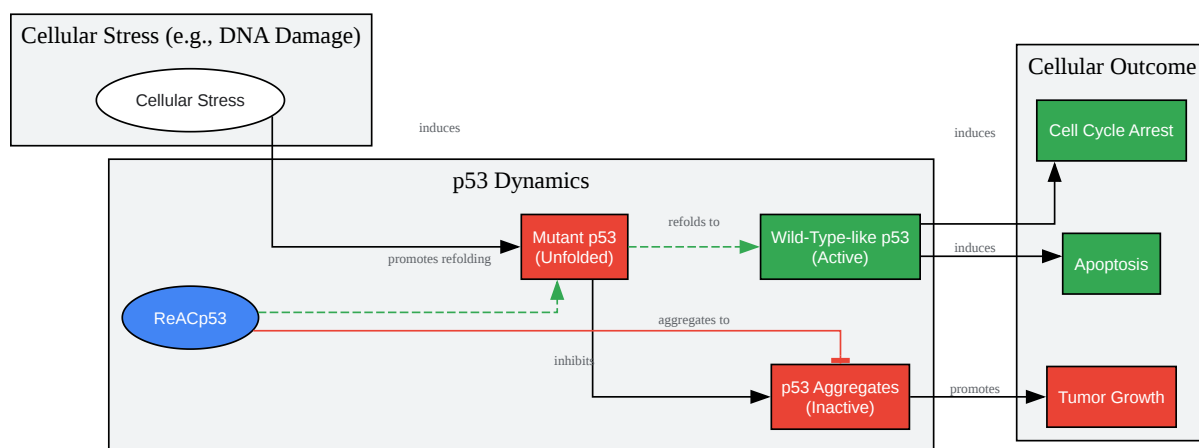 Cellular Stress (e.g., DNA Damage)
Cellular Stress
induces
p53 Dynamics
Mutant p53
(Unfolded)
refolds to
Wild-Type-like p53
(Active)
promotes refolding
ReACp53
aggregates to
inhibits
p53 Aggregates
(Inactive)
induces
induces
promotes
Cellular Outcome
Cell Cycle Arrest
Apoptosis
Tumor Growth